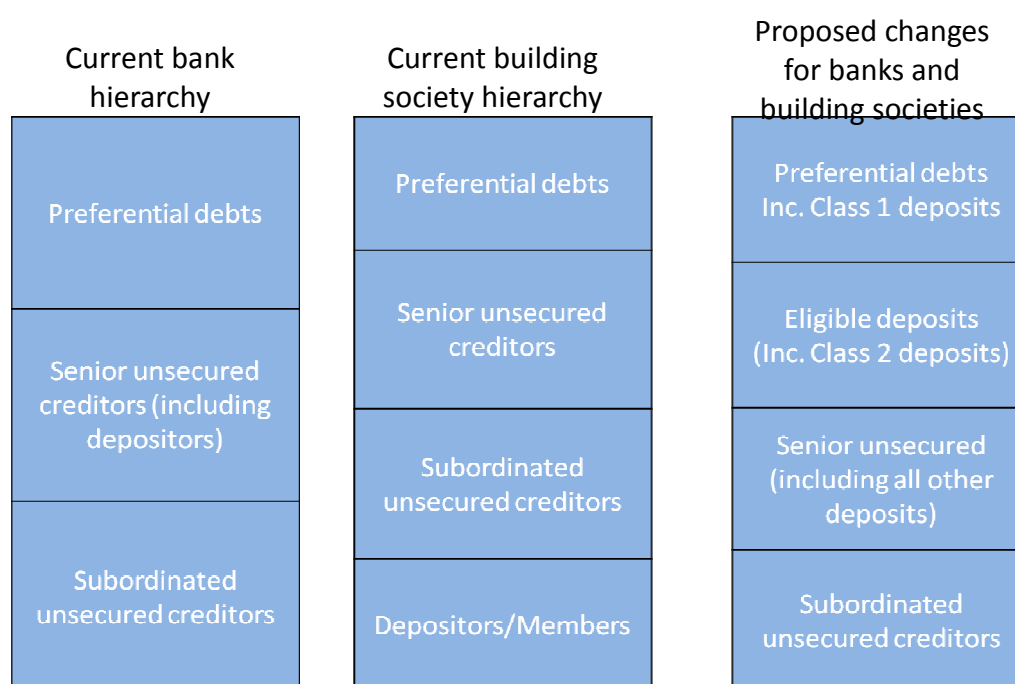 Current bank
hierarchy
Preferential debts
Senior unsecured
creditors (including
depositors)
Subordinated
unsecured creditors
Current building
society hierarchy
Preferential debts
Senior unsecured
creditors
Subordinated
unsecured creditors
Depositors/Members
Proposed changes
for banks and
building societies
Preferential debts
Inc. Class 1 deposits
Eligible deposits
(Inc. Class 2 deposits)
Senior unsecured
(including all other
deposits)
Subordinated
unsecured creditors